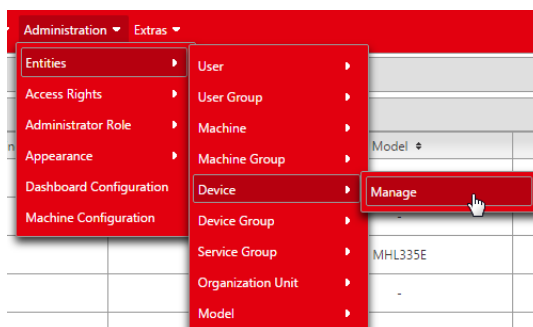 Administration Extras
Entities
Access Rights
Administrator Role
Appearance
Dashboard Configuration
Machine Configuration
User
User Group
Machine
Machine Group
Device
Device Group
Service Group
Organization Unit
Model
Manage
Model
-
MHL335E
-